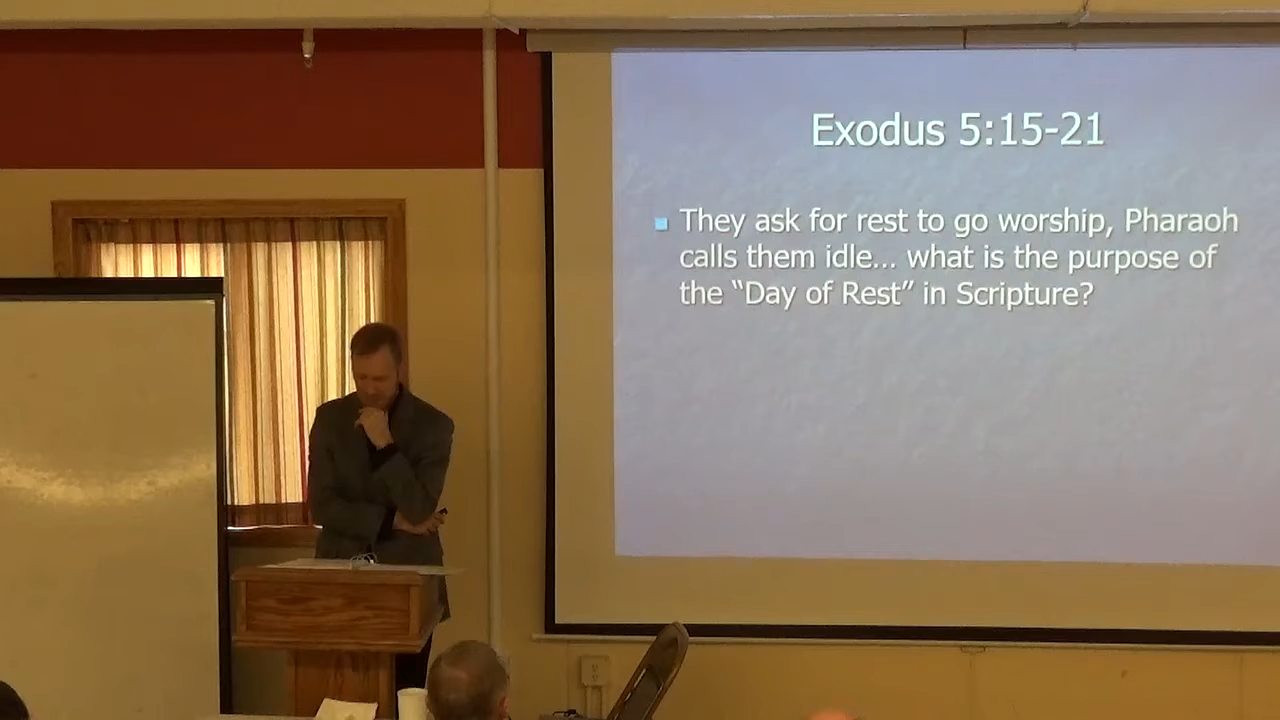 Exodus 5:15-21
They ask for rest to go worship, Pharaoh
calls them idle... what is the purpose of
the “Day of Rest” in Scripture?